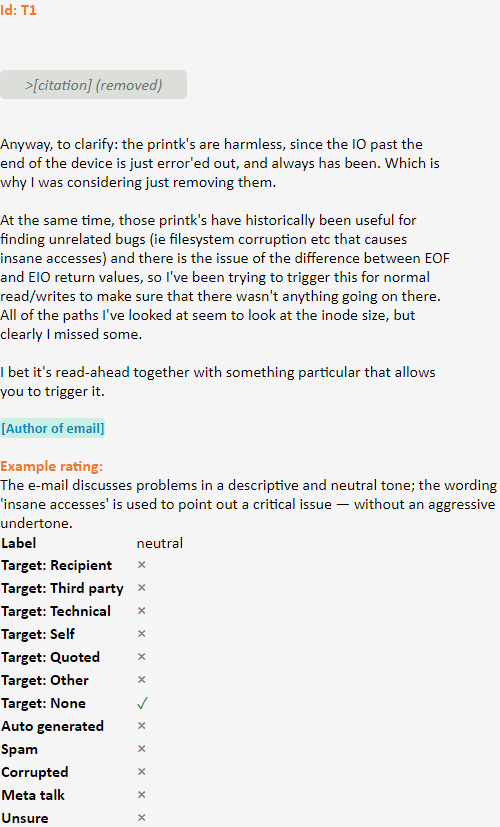 Id: T1
>[citation] (removed)
Anyway, to clarify: the printk's are harmless, since the IO past the
end of the device is just error'ed out, and always has been. Which is
why I was considering just removing them.
At the same time, those printk's have historically been useful for
finding unrelated bugs (ie filesystem corruption etc that causes
insane accesses) and there is the issue of the difference between EOF
and EIO return values, so I've been trying to trigger this for normal
read/writes to make sure that there wasn't anything going on there.
All of the paths I've looked at seem to look at the inode size, but
clearly I missed some.
I bet it's read-ahead together with something particular that allows
you to trigger it.
[Author of email]
Example rating:
The e-mail discusses problems in a descriptive and neutral tone; the wording
'insane accesses' is used to point out a critical issue — without an aggressive
undertone.
Label neutral
Target: Recipient ×
Target: Third party ×
Target: Technical ×
Target: Self ×
Target: Quoted ×
Target: Other ×
Target: None ✓
Auto generated ×
Spam ×
Corrupted ×
Meta talk ×
Unsure ×